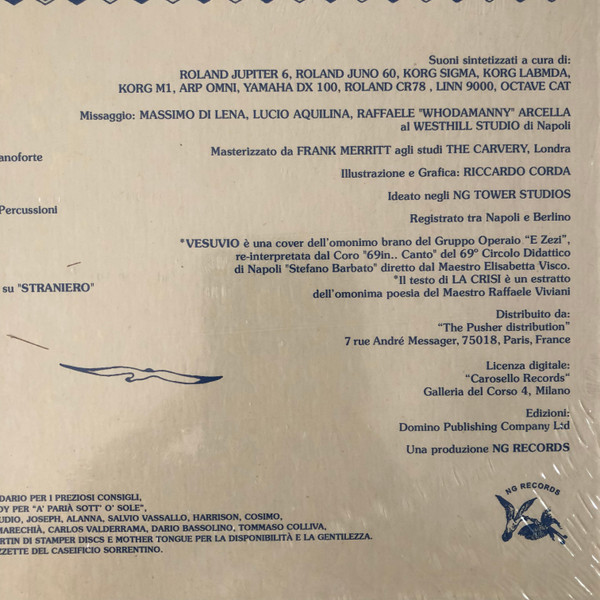 Suoni sintetizzati a cura di:
ROLAND JUPITER 6, ROLAND JUNO 60, KORG SIGMA, KORG LABMDA,
KORG M1, ARP OMNI, YAMAHA DX 100, ROLAND CR78 , LINN 9000, OCTAVE CAT
Missaggio: MASSIMO DI LENA, LUCIO AQUILINA, RAFFAELE "WHODAMANNY" ARCELLA
al WESTHILL STUDIO di Napoli
anoforte
Masterizzato da FRANK MERRITT agli studi THE CARVERY, Londra
Illustrazione e Grafica: RICCARDO CORDA
Ideato negli NG TOWER STUDIOS
Percussioni
Registrato tra Napoli e Berlino
*VESUVIO è una cover dell'omonimo brano del Gruppo Operaio “E Zezi”,
re-interpretata dal Coro "69in.. Canto" del 69º Circolo Didattico
di Napoli "Stefano Barbato" diretto dal Maestro Elisabetta Visco.
su "STRANIERO"
*Il testo di LA CRISI è un estratto
dell'omonima poesia del Maestro Raffaele Viviani
Distribuito da:
“The Pusher distribution”
7 rue André Messager, 75018, Paris, France
Licenza digitale:
“Carosello Records“
Galleria del Corso 4, Milano
Edizioni:
Domino Publishing Company Ltd
Una produzione NG RECORDS
NG RECORDS
DARIO PER I PREZIOSI CONSIGLI,
DY PER “A' PARIÀ SOTT' O' SOLE”,
UDIO, JOSEPH, ALANNA, SALVIO VASSALLO, HARRISON, COSIMO,
MARECHIÀ, CARLOS VALDERRAMA, DARIO BASSOLINO, TOMMASO COLLIVA,
RTIN DI STAMPER DISCS E MOTHER TONGUE PER LA DISPONIBILITÀ E LA GENTILEZZA.
ZZETTE DEL CASEIFICIO SORRENTINO.